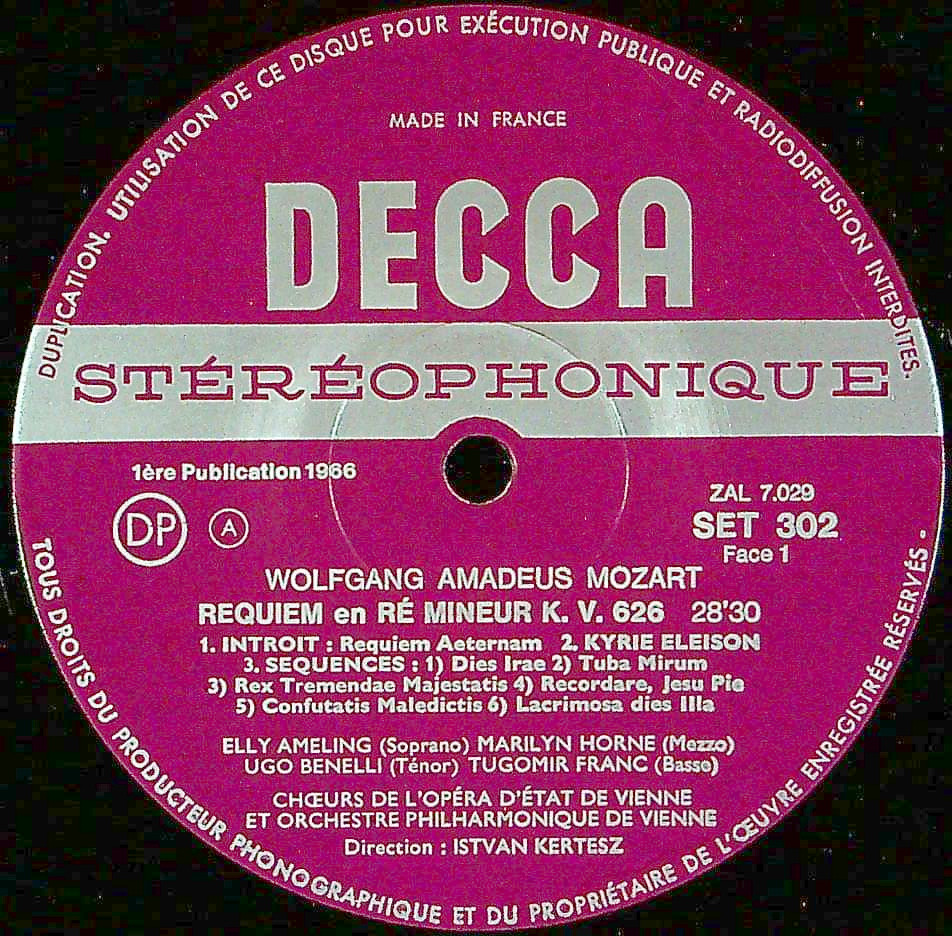 DUPLICATION. UTILISATION DE CE DISQUE POUR EXÉCUTION PUBLIQUE ET RADIODIFFUSION INTERDITES.
MADE IN FRANCE
DECCA
STÉRÉOPHONIQUE
1ère Publication 1966
DP A
ZAL 7.029
SET 302
Face 1
WOLFGANG AMADEUS MOZART
REQUIEM en RÉ MINEUR K. V. 626 28'30
1. INTROIT : Requiem Aeternam 2. KYRIE ELEISON
3. SEQUENCES : 1) Dies Irae 2) Tuba Mirum
3) Rex Tremendae Majestatis 4) Recordare, Jesu Pie
5) Confutatis Maledictis 6) Lacrimosa dies Illa
ELLY AMELING (Soprano) MARILYN HORNE (Mezzo)
UGO BENELLI (Ténor) TUGOMIR FRANC (Basse)
CHŒURS DE L'OPÉRA D'ÉTAT DE VIENNE
ET ORCHESTRE PHILHARMONIQUE DE VIENNE
Direction : ISTVAN KERTESZ
TOUS DROITS DU PRODUCTEUR PHONOGRAPHIQUE ET DU PROPRIÉTAIRE DE L'ŒUVRE ENREGISTRÉE RÉSERVÉS.